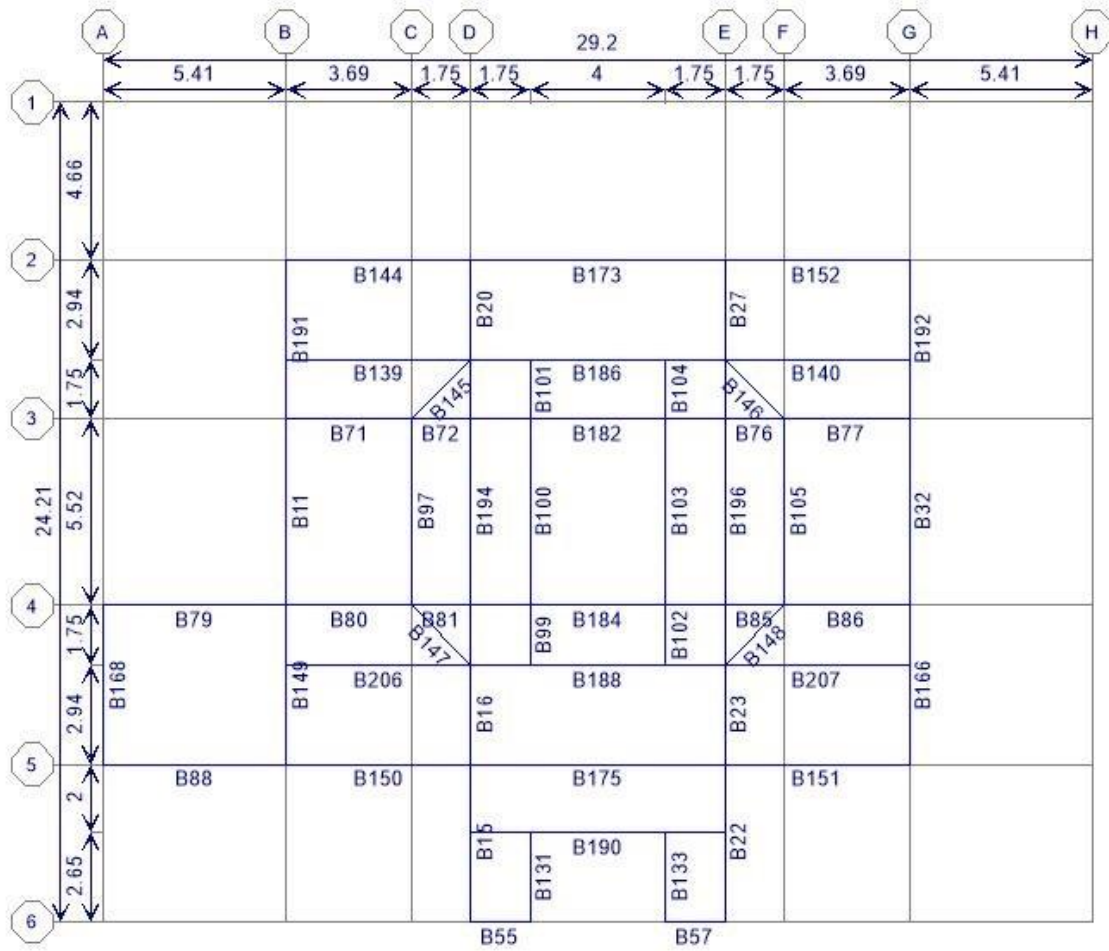 A B C D E F G H
29.2
5.41 3.69 1.75 1.75 4 1.75 1.75 3.69 5.41
1
4.66
2
B144 B173 B152
B20 B27
2.94
B191 B192
B139 B186 B140
1.75
B145 B101 B104 B146
3
B71 B72 B182 B76 B77
24.21
5.52
B11 B97 B194 B100 B103 B196 B105 B32
4
B79 B80 B81 B184 B85 B86
1.75
B147 B99 B102 B148
B168 B149 B206 B188 B207 B166
2.94
B16 B23
5
B88 B150 B175 B151
2
B15 B22
B190
2.65
B131 B133
6
B55 B57